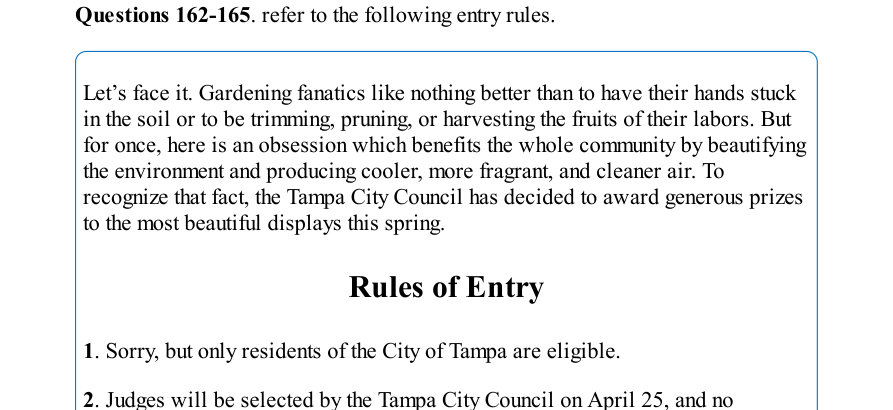 Questions 162-165. refer to the following entry rules.
Let’s face it. Gardening fanatics like nothing better than to have their hands stuck
in the soil or to be trimming, pruning, or harvesting the fruits of their labors. But
for once, here is an obsession which benefits the whole community by beautifying
the environment and producing cooler, more fragrant, and cleaner air. To
recognize that fact, the Tampa City Council has decided to award generous prizes
to the most beautiful displays this spring.
Rules of Entry
1. Sorry, but only residents of the City of Tampa are eligible.
2. Judges will be selected by the Tampa City Council on April 25, and no